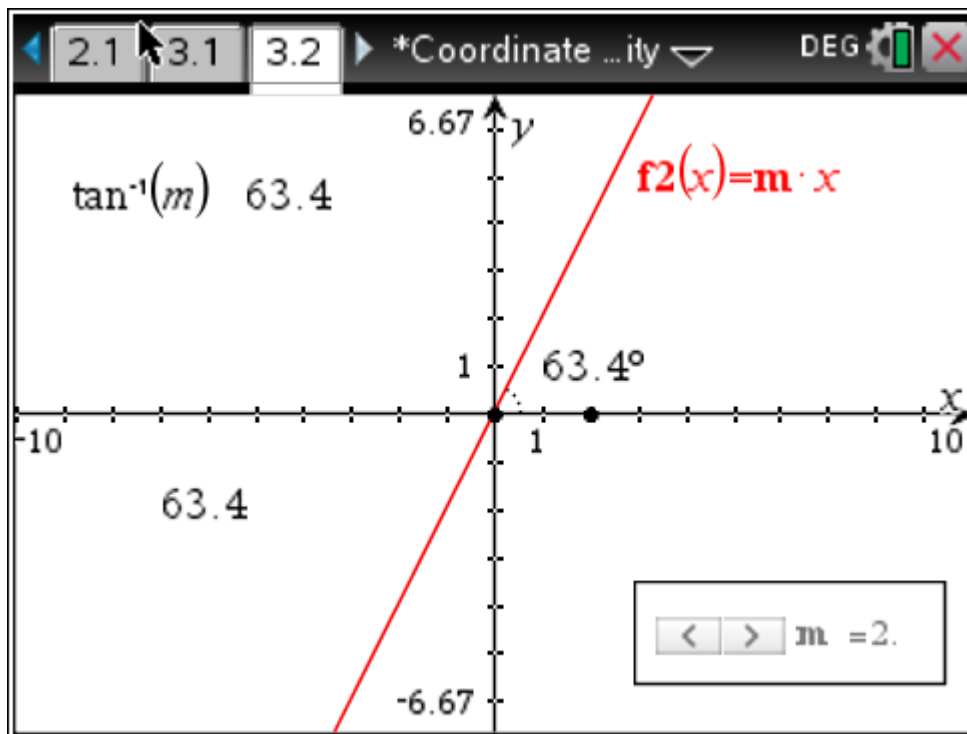 2.1 3.1 3.2 *Coordinate ...ity DEG
6.67 y
tan⁻¹(m) 63.4
f2(x)=m·x
1 63.4°
x
-10 1 10
63.4
< > m =2.
-6.67